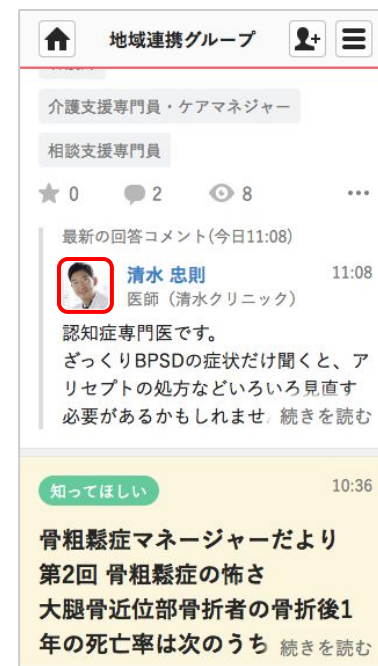 地域連携グループ
介護支援専門員・ケアマネジャー
相談支援専門員
0 2 8 ...
最新の回答コメント(今日11:08)
清水 忠則 11:08
医師（清水クリニック）
認知症専門医です。
ざっくりBPSDの症状だけ聞くと、ア
リセプトの処方などいろいろ見直す
必要があるかもしれませ 続きを読む
知ってほしい 10:36
骨粗鬆症マネージャーだより
第2回 骨粗鬆症の怖さ
大腿骨近位部骨折者の骨折後1
年の死亡率は次のうち 続きを読む